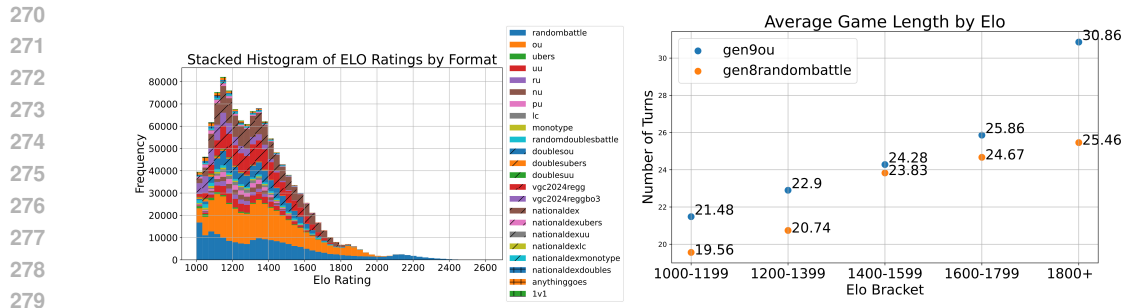 270
271
272
273
274
275
276
277
278
279
Stacked Histogram of ELO Ratings by Format
Frequency
80000
70000
60000
50000
40000
30000
20000
10000
0
1000 1200 1400 1600 1800 2000 2200 2400 2600
Elo Rating
randombattle
ou
ubers
uu
ru
nu
pu
lc
monotype
randomdoublesbattle
doublesou
doublesubers
doublesuu
vgc2024regg
vgc2024reggbo3
nationaldex
nationaldexubers
nationaldexuu
nationaldexlc
nationaldexmonotype
nationaldexdoubles
anythinggoes
1v1
Average Game Length by Elo
gen9ou
gen8randombattle
Number of Turns
30
28
26
24
22
20
21.48
19.56
22.9
20.74
24.28
23.83
25.86
24.67
30.86
25.46
1000-1199 1200-1399 1400-1599 1600-1799 1800+
Elo Bracket